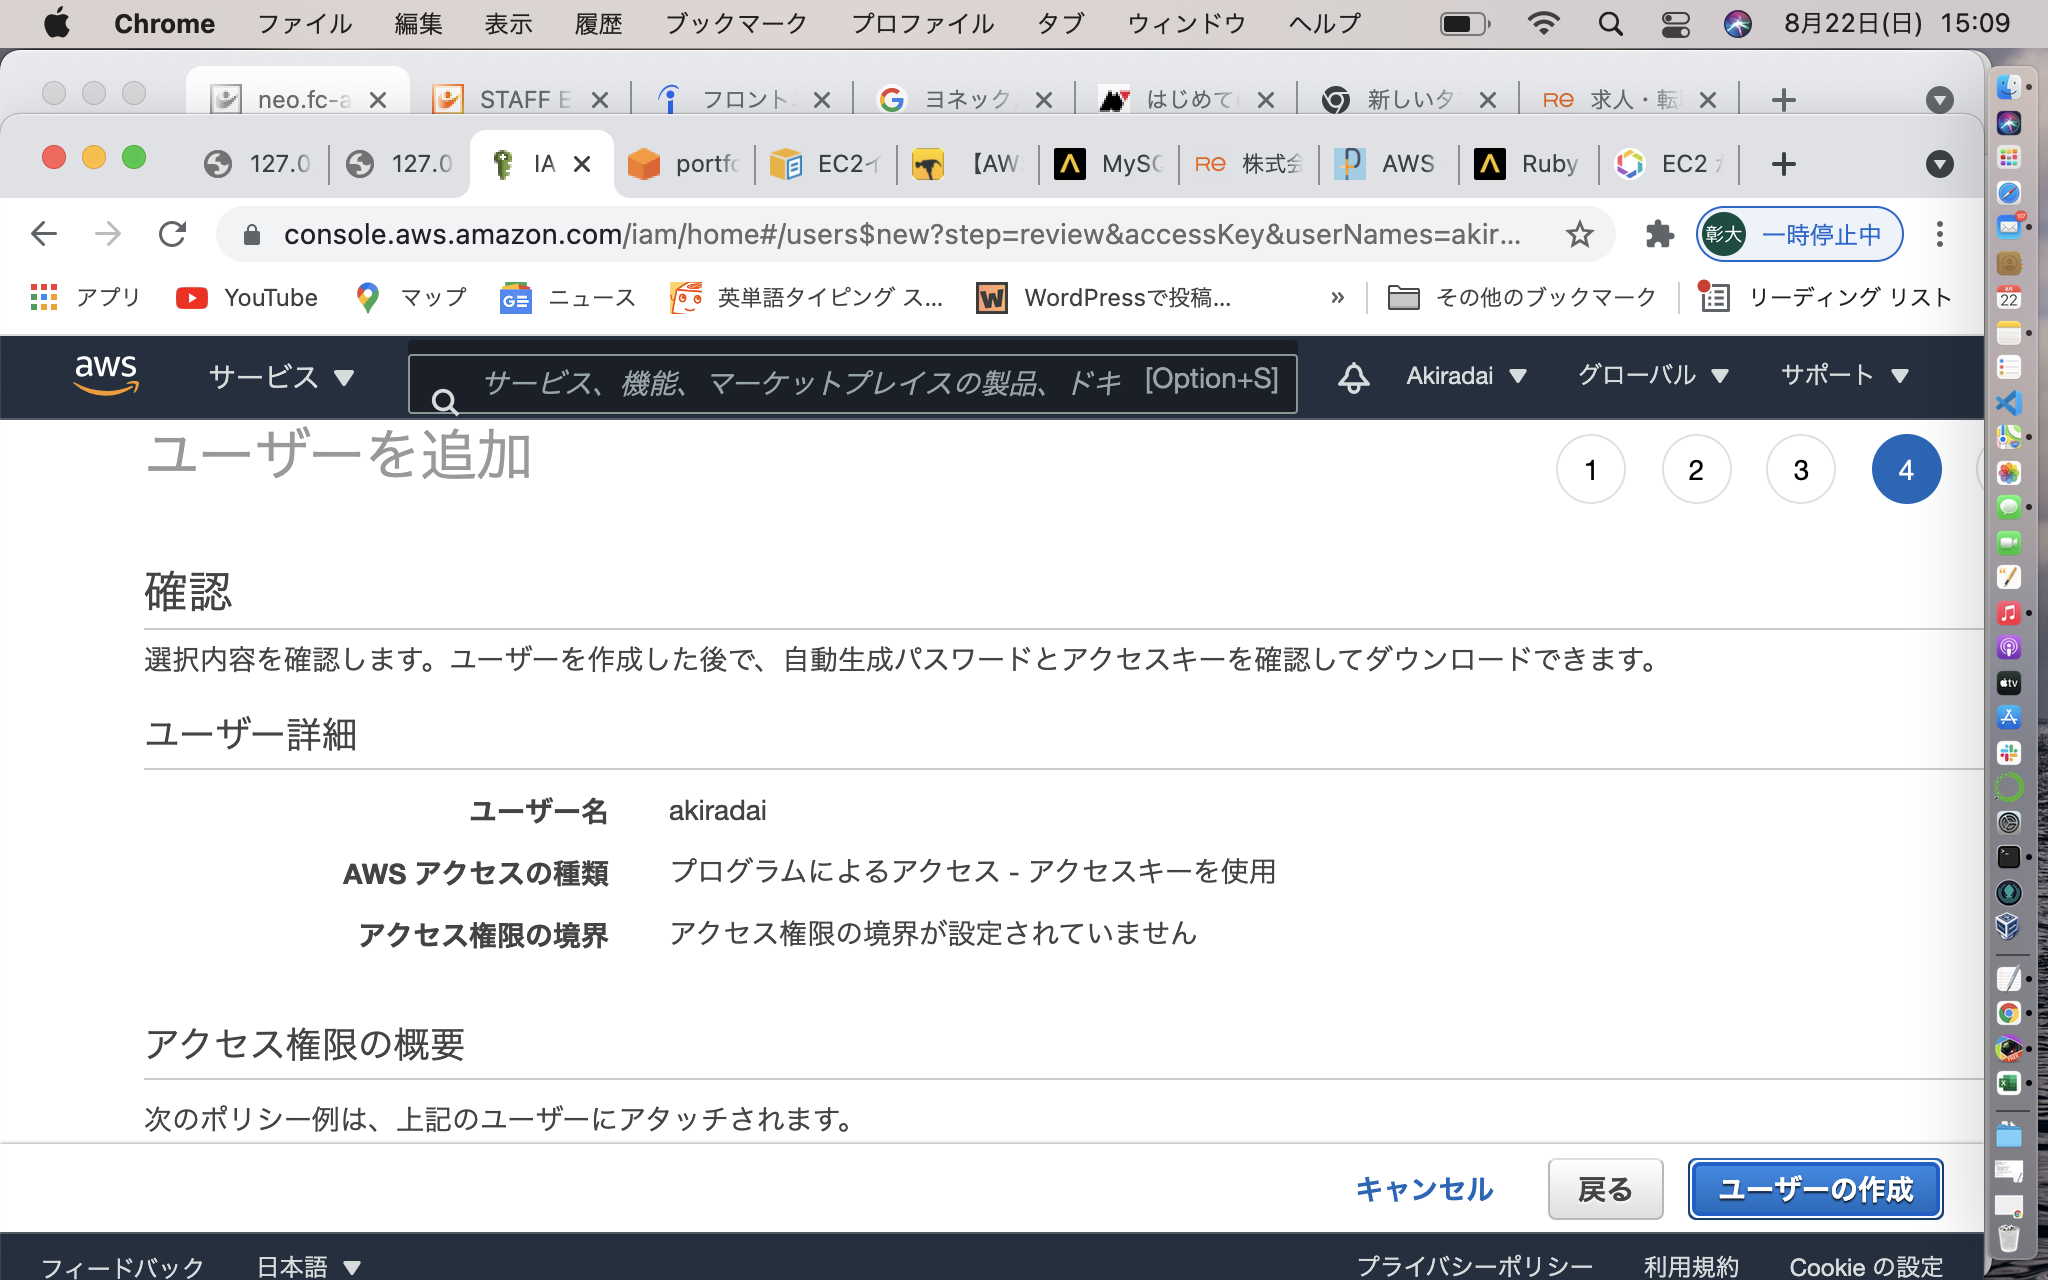 Chrome ファイル 編集 表示 履歴 ブックマーク プロファイル タブ ウィンドウ ヘルプ 8月22日(日) 15:09
neo.fc-a STAFF E フロント ヨネック はじめて 新しいタ RE 求人・転
127.0 127.0 IA portfo EC2イ 【AW MySQ RE 株式会 AWS Ruby EC2
console.aws.amazon.com/iam/home#/users$new?step=review&accessKey&userNames=akir... 彰大 一時停止中
アプリ YouTube マップ ニュース 英単語タイピング ス... WordPressで投稿... » その他のブックマーク リーディング リスト
aws サービス サービス、機能、マーケットプレイスの製品、ドキ [Option+S] Akiradai グローバル サポート
ユーザーを追加 1 2 3 4
確認
選択内容を確認します。ユーザーを作成した後で、自動生成パスワードとアクセスキーを確認してダウンロードできます。
ユーザー詳細
ユーザー名 akiradai
AWS アクセスの種類 プログラムによるアクセス - アクセスキーを使用
アクセス権限の境界 アクセス権限の境界が設定されていません
アクセス権限の概要
次のポリシー例は、上記のユーザーにアタッチされます。
キャンセル 戻る ユーザーの作成
フィードバック 日本語 プライバシーポリシー 利用規約 Cookie の設定